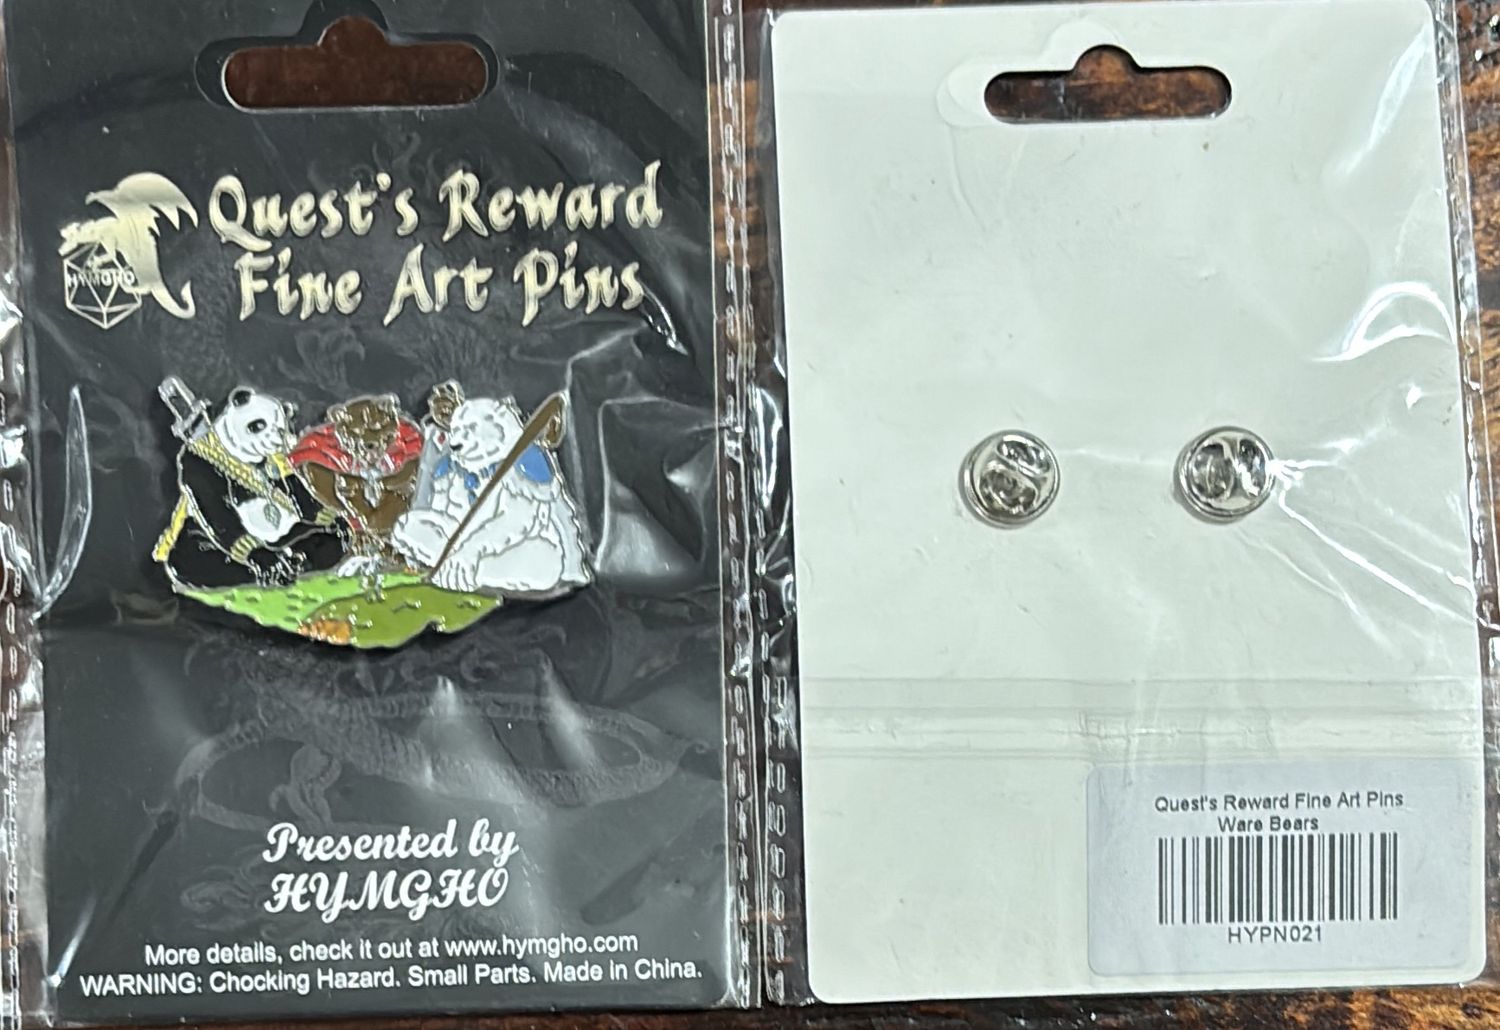 Quest's Reward
Fine Art Pins
HYMGHO
Presented by
HYMGHO
More details, check it out at www.hymgho.com
WARNING: Chocking Hazard. Small Parts. Made in China.
Quest's Reward Fine Art Pins
Ware Bears
HYPN021